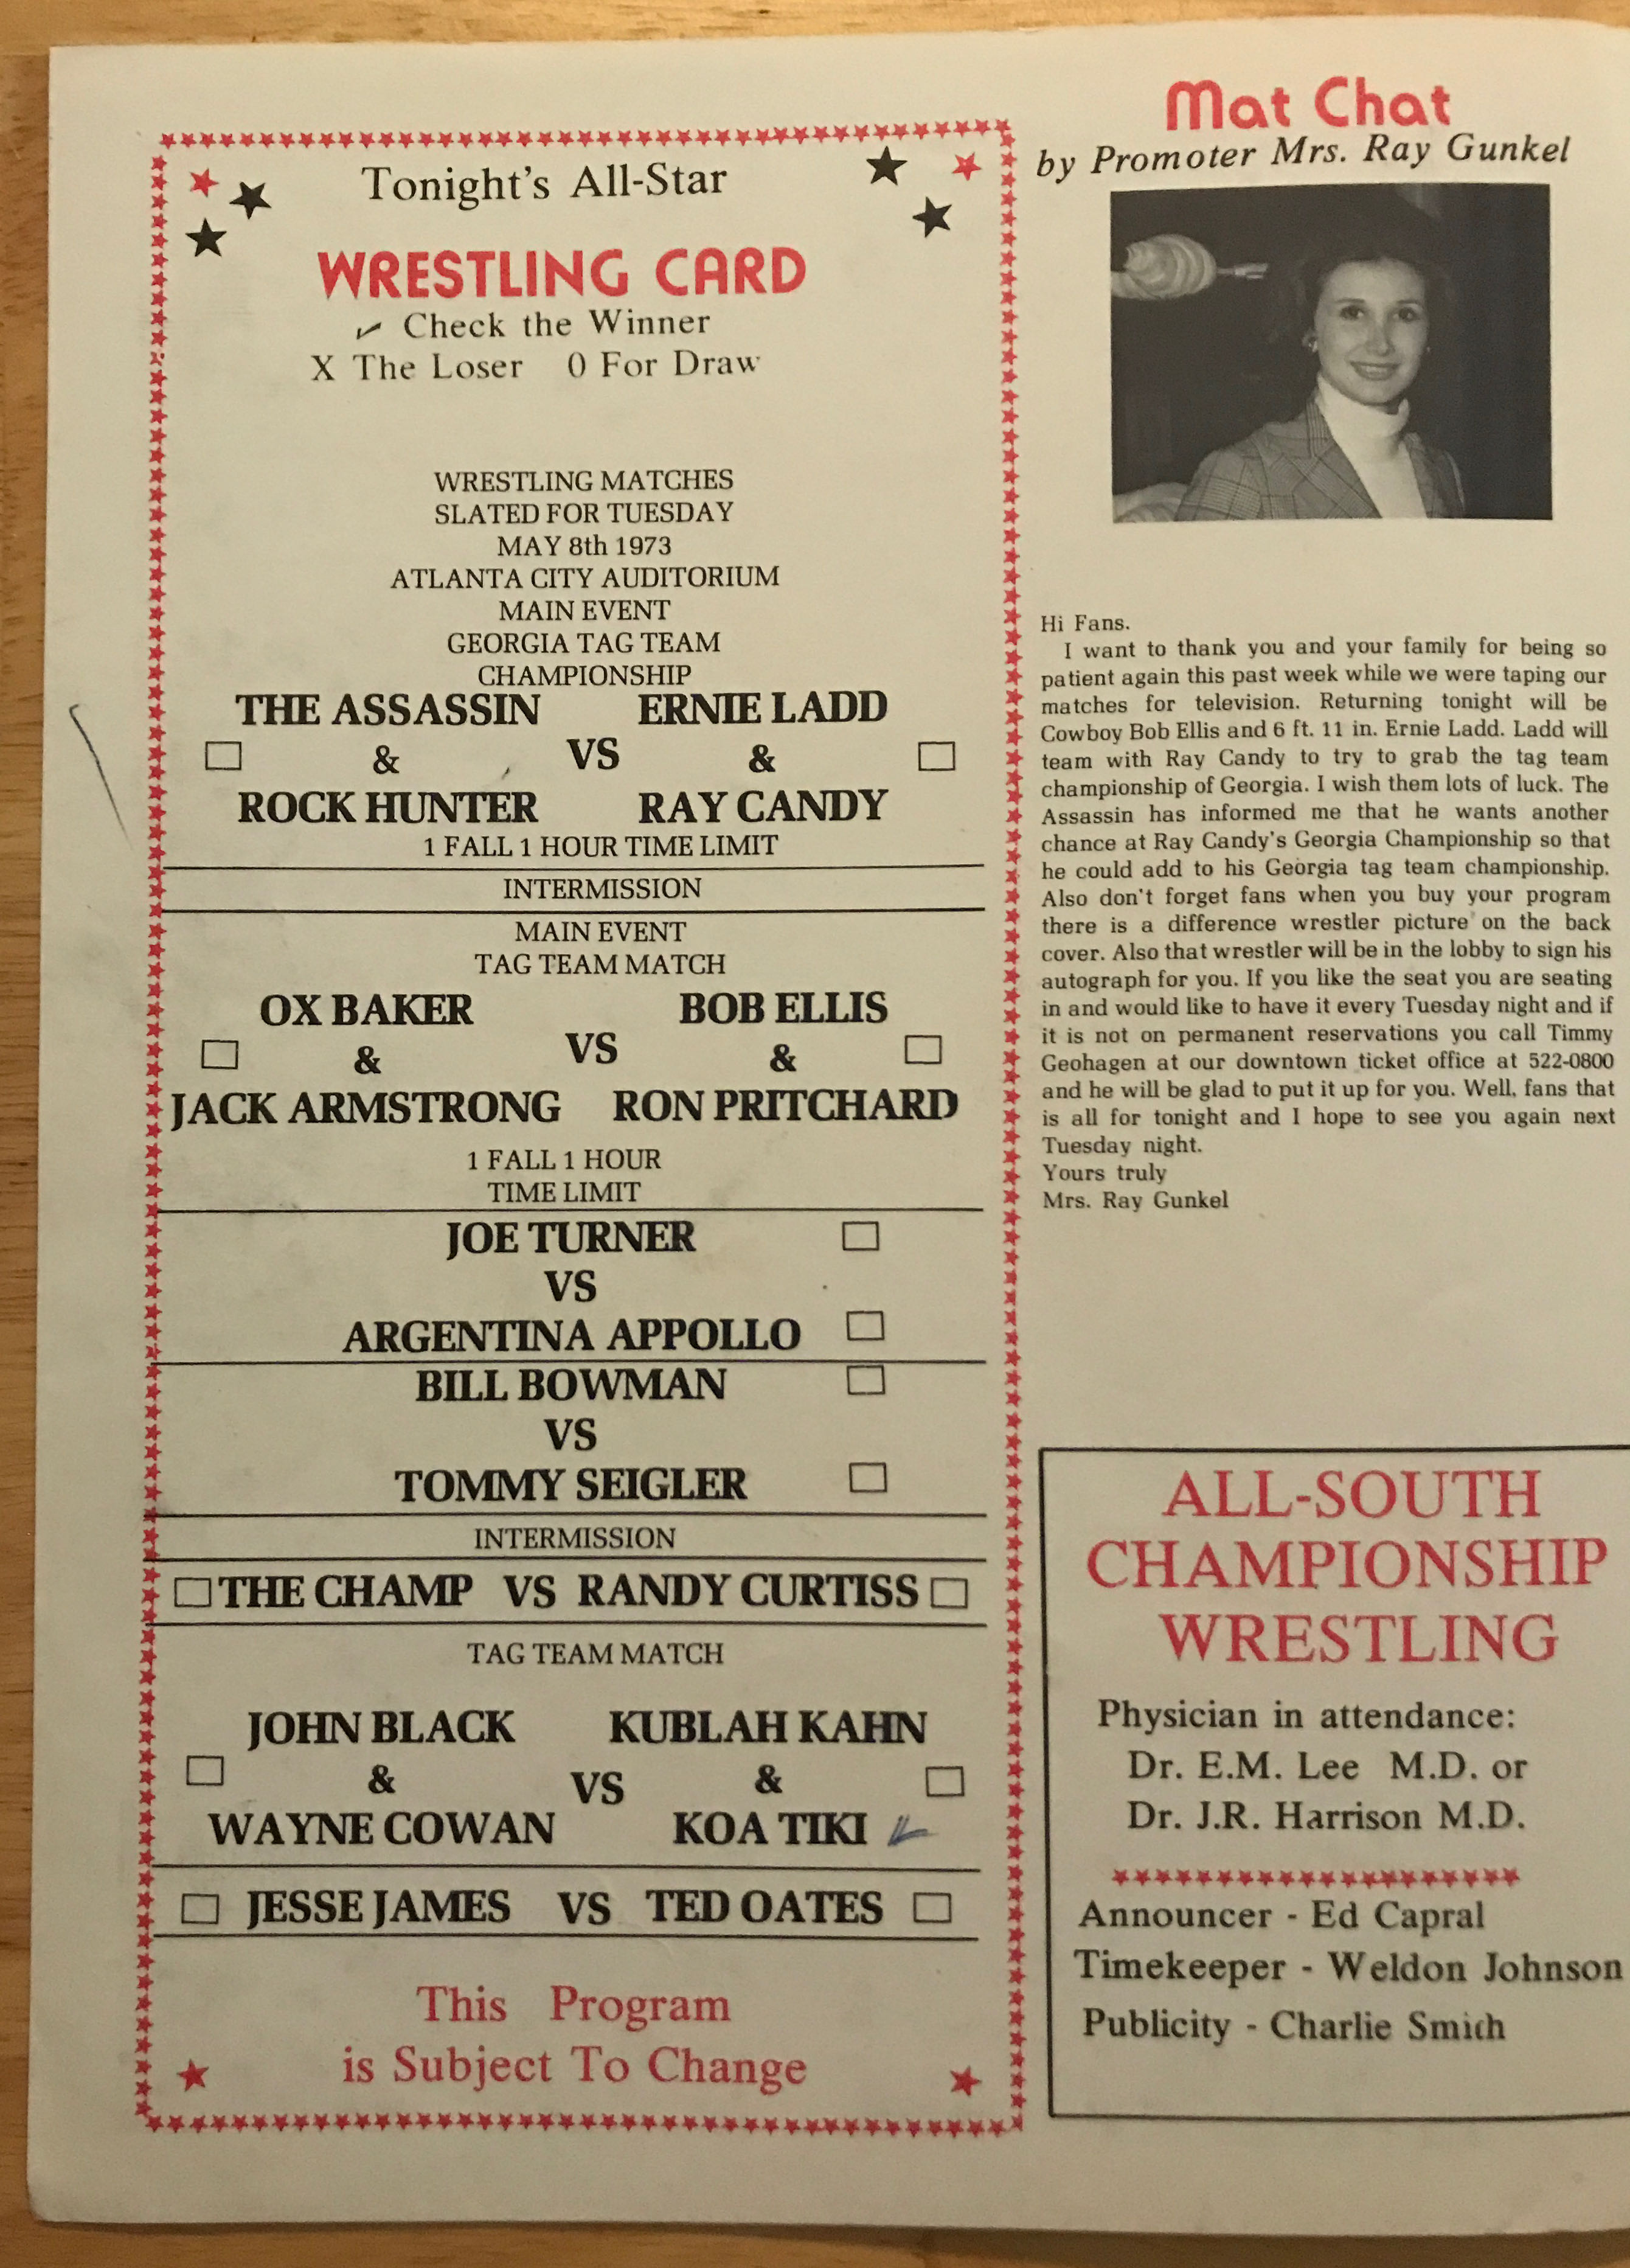 Tonight's All-Star
WRESTLING CARD
✓ Check the Winner
X The Loser 0 For Draw
WRESTLING MATCHES
SLATED FOR TUESDAY
MAY 8th 1973
ATLANTA CITY AUDITORIUM
MAIN EVENT
GEORGIA TAG TEAM
CHAMPIONSHIP
THE ASSASSIN ERNIE LADD
& VS &
ROCK HUNTER RAY CANDY
1 FALL 1 HOUR TIME LIMIT
INTERMISSION
MAIN EVENT
TAG TEAM MATCH
OX BAKER BOB ELLIS
& VS &
JACK ARMSTRONG RON PRITCHARD
1 FALL 1 HOUR
TIME LIMIT
JOE TURNER
VS
ARGENTINA APPOLLO
BILL BOWMAN
VS
TOMMY SEIGLER
INTERMISSION
THE CHAMP VS RANDY CURTISS
TAG TEAM MATCH
JOHN BLACK KUBLAH KAHN
& VS &
WAYNE COWAN KOA TIKI
JESSE JAMES VS TED OATES
This Program
is Subject To Change
Mat Chat
by Promoter Mrs. Ray Gunkel
Hi Fans.
I want to thank you and your family for being so
patient again this past week while we were taping our
matches for television. Returning tonight will be
Cowboy Bob Ellis and 6 ft. 11 in. Ernie Ladd. Ladd will
team with Ray Candy to try to grab the tag team
championship of Georgia. I wish them lots of luck. The
Assassin has informed me that he wants another
chance at Ray Candy's Georgia Championship so that
he could add to his Georgia tag team championship.
Also don't forget fans when you buy your program
there is a difference wrestler picture on the back
cover. Also that wrestler will be in the lobby to sign his
autograph for you. If you like the seat you are seating
in and would like to have it every Tuesday night and if
it is not on permanent reservations you call Timmy
Geohagen at our downtown ticket office at 522-0800
and he will be glad to put it up for you. Well, fans that
is all for tonight and I hope to see you again next
Tuesday night.
Yours truly
Mrs. Ray Gunkel
ALL-SOUTH
CHAMPIONSHIP
WRESTLING
Physician in attendance:
Dr. E.M. Lee M.D. or
Dr. J.R. Harrison M.D.
Announcer - Ed Capral
Timekeeper - Weldon Johnson
Publicity - Charlie Smith